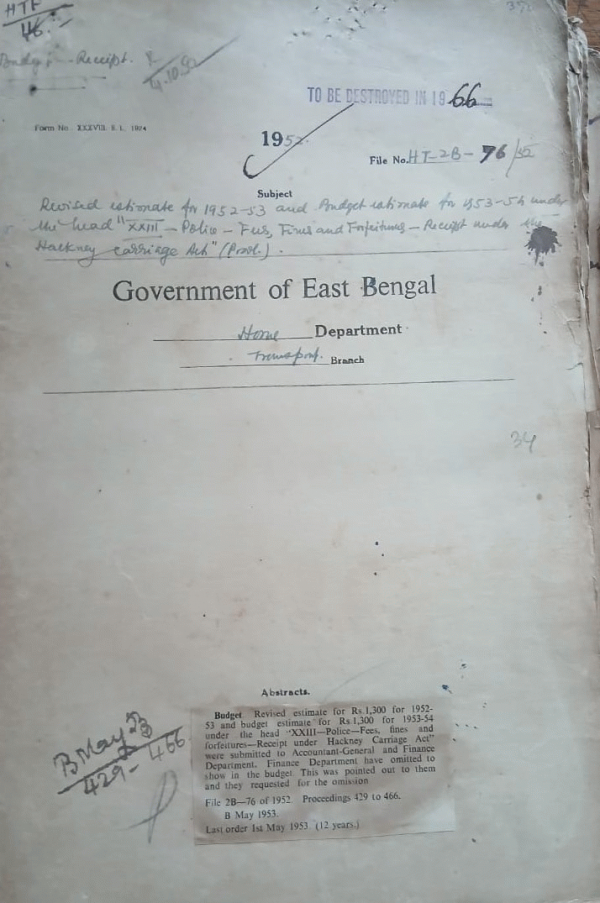 HTF
46.
Receipt.
4.10.52
TO BE DESTROYED IN 1966
Form No. XXXVIII E. L. 1924
1952
File No. HT-2B-76/52
Subject
Revised estimate for 1952-53 and Budget estimate for 1953-54 under
the head "XXIII - Police - Fees, Fines and Forfeitures - Receipt under the
Hackney carriage Act" (Provl.).
Government of East Bengal
Home Department
Transport Branch
34
Abstracts.
Budget Revised estimate for Rs.1,300 for 1952-
53 and budget estimate for Rs.1,300 for 1953-54
under the head "XXIII—Police—Fees, fines and
forfeitures—Receipt under Hackney Carriage Act"
were submitted to Accountant-General and Finance
Department. Finance Department have omitted to
show in the budget. This was pointed out to them
and they requested for the omission
File 2B—76 of 1952. Proceedings 429 to 466.
B May 1953.
Last order 1st May 1953 (12 years.)
B May 53
429 - 466